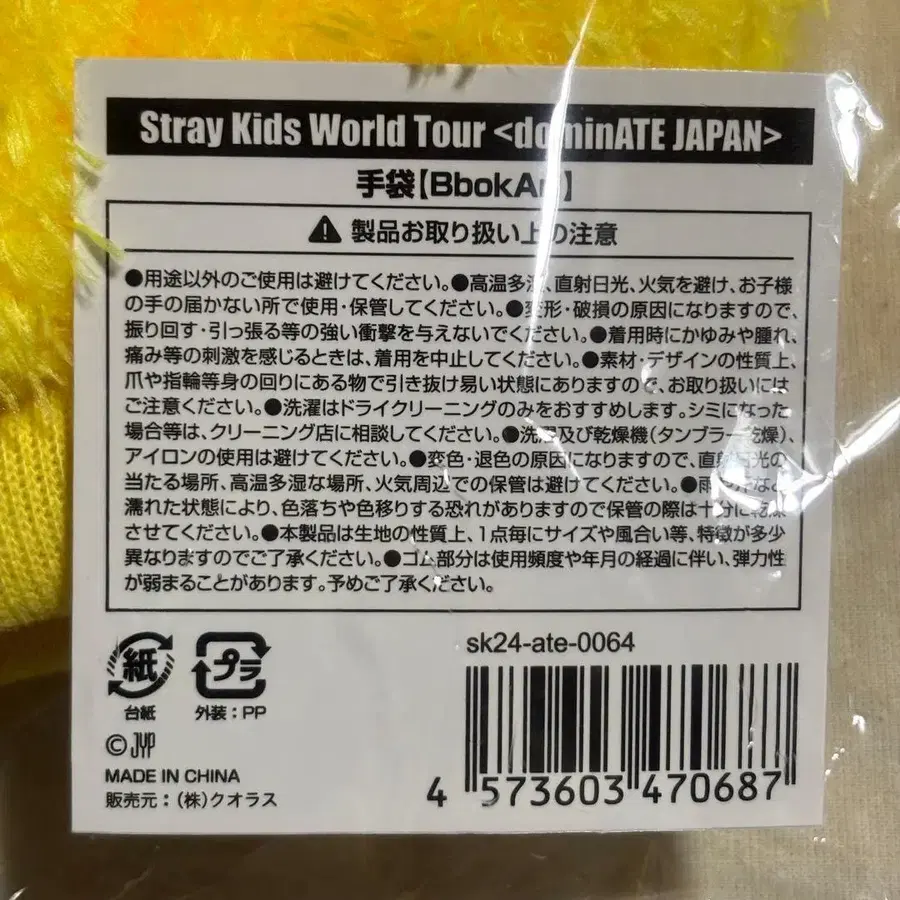 Stray Kids World Tour <dominATE JAPAN>
手袋【BbokAri】
製品お取り扱い上の注意
●用途以外のご使用は避けてください。●高温多湿、直射日光、火気を避け、お子様
の手の届かない所で使用・保管してください。●変形・破損の原因になりますので、
振り回す・引っ張る等の強い衝撃を与えないでください。●着用時にかゆみや腫れ、
痛み等の刺激を感じるときは、着用を中止してください。●素材・デザインの性質上、
爪や指輪等身の回りにある物で引き抜け易い状態にありますので、お取り扱いには
ご注意ください。●洗濯はドライクリーニングのみをおすすめします。シミになった
場合等は、クリーニング店に相談してください。●洗濯及び乾燥機(タンブラー乾燥)、
アイロンの使用は避けてください。●変色・退色の原因になりますので、直射日光の
当たる場所、高温多湿な場所、火気周辺での保管は避けてください。●雨や汗など
濡れた状態により、色落ちや色移りする恐れがありますので保管の際は十分に乾燥
させてください。●本製品は生地の性質上、1点毎にサイズや風合い等、特徴が多少
異なりますのでご了承ください。●ゴム部分は使用頻度や年月の経過に伴い、弾力性
が弱まることがあります。予めご了承ください。
紙
プラ
台紙
外装:PP
sk24-ate-0064
© JYP
MADE IN CHINA
販売元:(株)クオラス
4 573603 470687